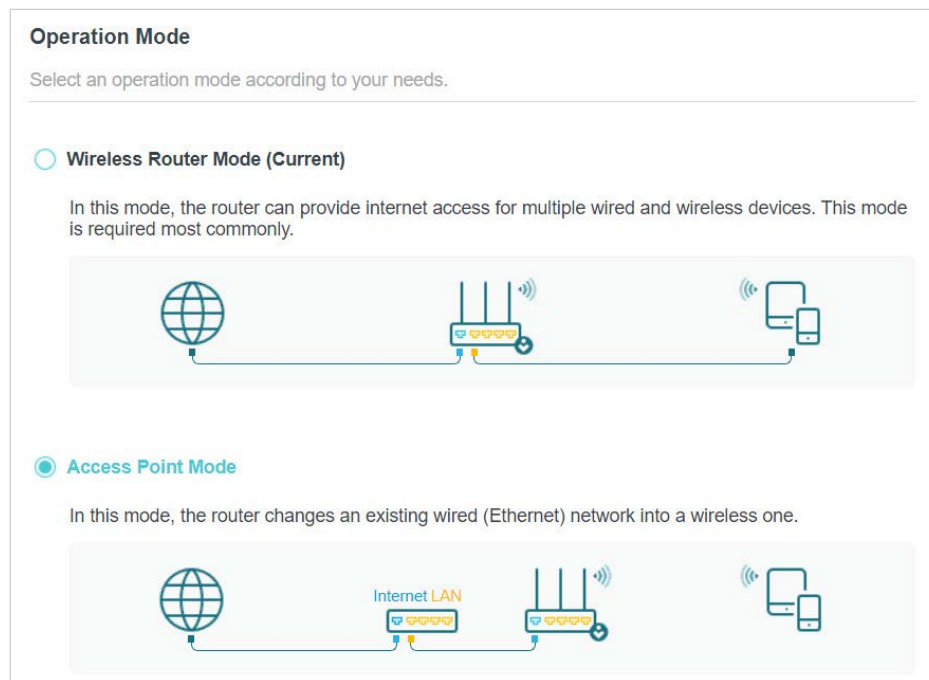 Operation Mode
Select an operation mode according to your needs.
Wireless Router Mode (Current)
In this mode, the router can provide internet access for multiple wired and wireless devices. This mode
is required most commonly.
Access Point Mode
In this mode, the router changes an existing wired (Ethernet) network into a wireless one.
Internet LAN